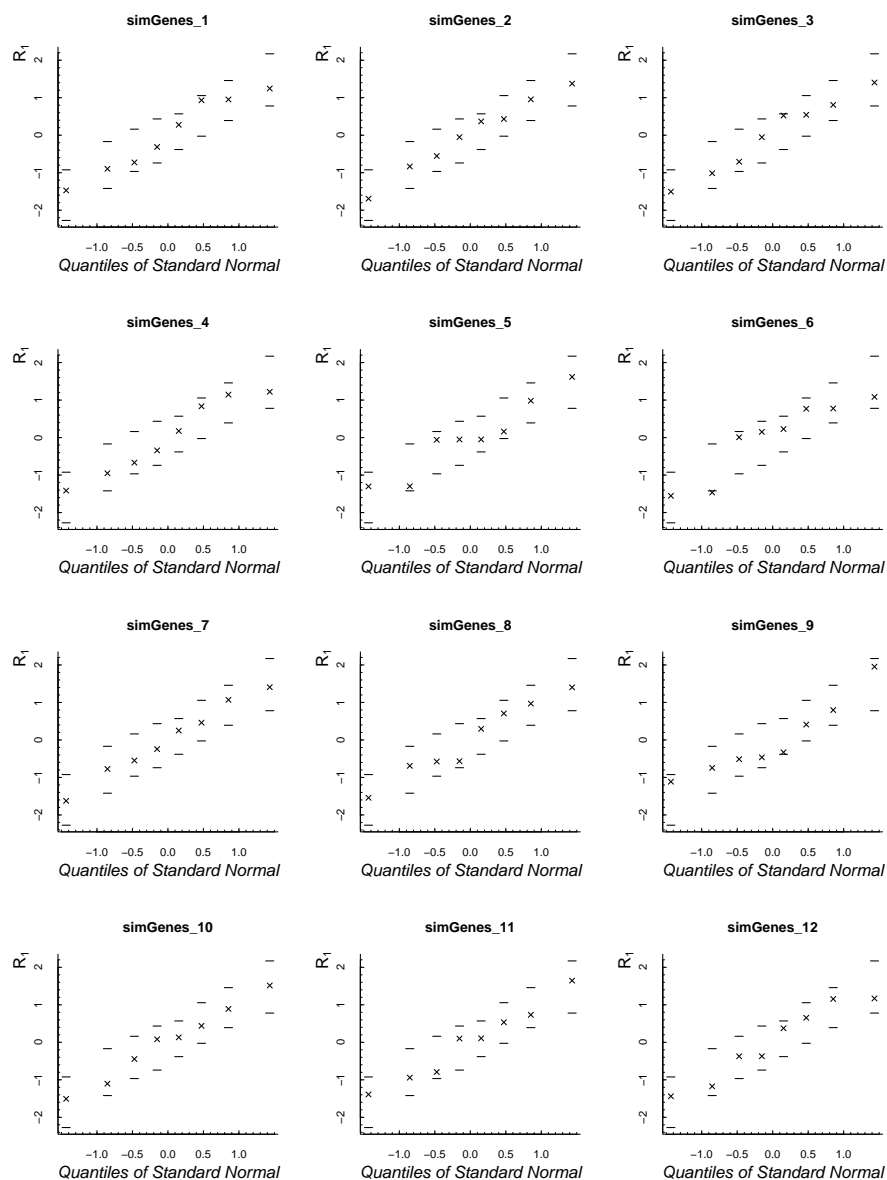 simGenes_1 simGenes_2 simGenes_3
R1 R1 R1
2 2 2
1 1 1
0 0 0
−1 −1 −1
−2 −2 −2
−1.0 −0.5 0.0 0.5 1.0 −1.0 −0.5 0.0 0.5 1.0 −1.0 −0.5 0.0 0.5 1.0
Quantiles of Standard Normal Quantiles of Standard Normal Quantiles of Standard Normal
simGenes_4 simGenes_5 simGenes_6
R1 R1 R1
2 2 2
1 1 1
0 0 0
−1 −1 −1
−2 −2 −2
−1.0 −0.5 0.0 0.5 1.0 −1.0 −0.5 0.0 0.5 1.0 −1.0 −0.5 0.0 0.5 1.0
Quantiles of Standard Normal Quantiles of Standard Normal Quantiles of Standard Normal
simGenes_7 simGenes_8 simGenes_9
R1 R1 R1
2 2 2
1 1 1
0 0 0
−1 −1 −1
−2 −2 −2
−1.0 −0.5 0.0 0.5 1.0 −1.0 −0.5 0.0 0.5 1.0 −1.0 −0.5 0.0 0.5 1.0
Quantiles of Standard Normal Quantiles of Standard Normal Quantiles of Standard Normal
simGenes_10 simGenes_11 simGenes_12
R1 R1 R1
2 2 2
1 1 1
0 0 0
−1 −1 −1
−2 −2 −2
−1.0 −0.5 0.0 0.5 1.0 −1.0 −0.5 0.0 0.5 1.0 −1.0 −0.5 0.0 0.5 1.0
Quantiles of Standard Normal Quantiles of Standard Normal Quantiles of Standard Normal